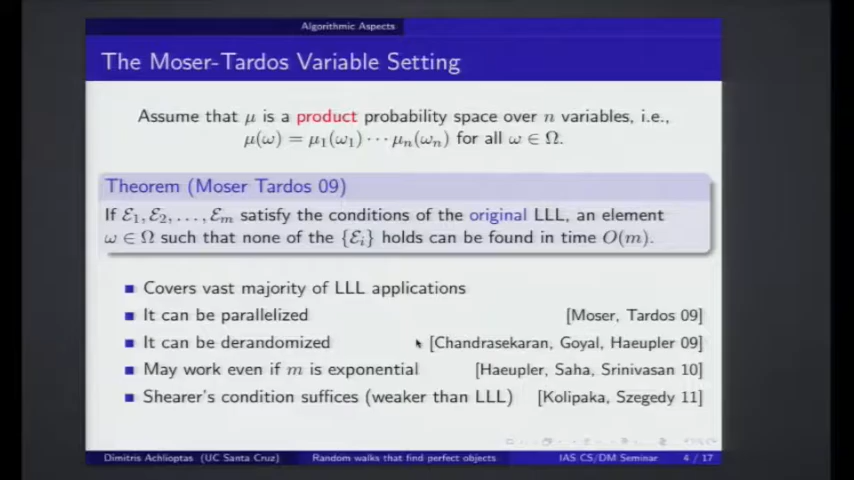 Algorithmic Aspects
The Moser-Tardos Variable Setting
Assume that μ is a product probability space over n variables, i.e.,
μ(ω) = μ₁(ω₁) ··· μₙ(ωₙ) for all ω ∈ Ω.
Theorem (Moser Tardos 09)
If ℰ₁, ℰ₂, ..., ℰₘ satisfy the conditions of the original LLL, an element
ω ∈ Ω such that none of the {ℰᵢ} holds can be found in time O(m).
Covers vast majority of LLL applications
It can be parallelized [Moser, Tardos 09]
It can be derandomized [Chandrasekaran, Goyal, Haeupler 09]
May work even if m is exponential [Haeupler, Saha, Srinivasan 10]
Shearer's condition suffices (weaker than LLL) [Kolipaka, Szegedy 11]
Dimitris Achlioptas (UC Santa Cruz) Random walks that find perfect objects IAS CS/DM Seminar 4 / 17